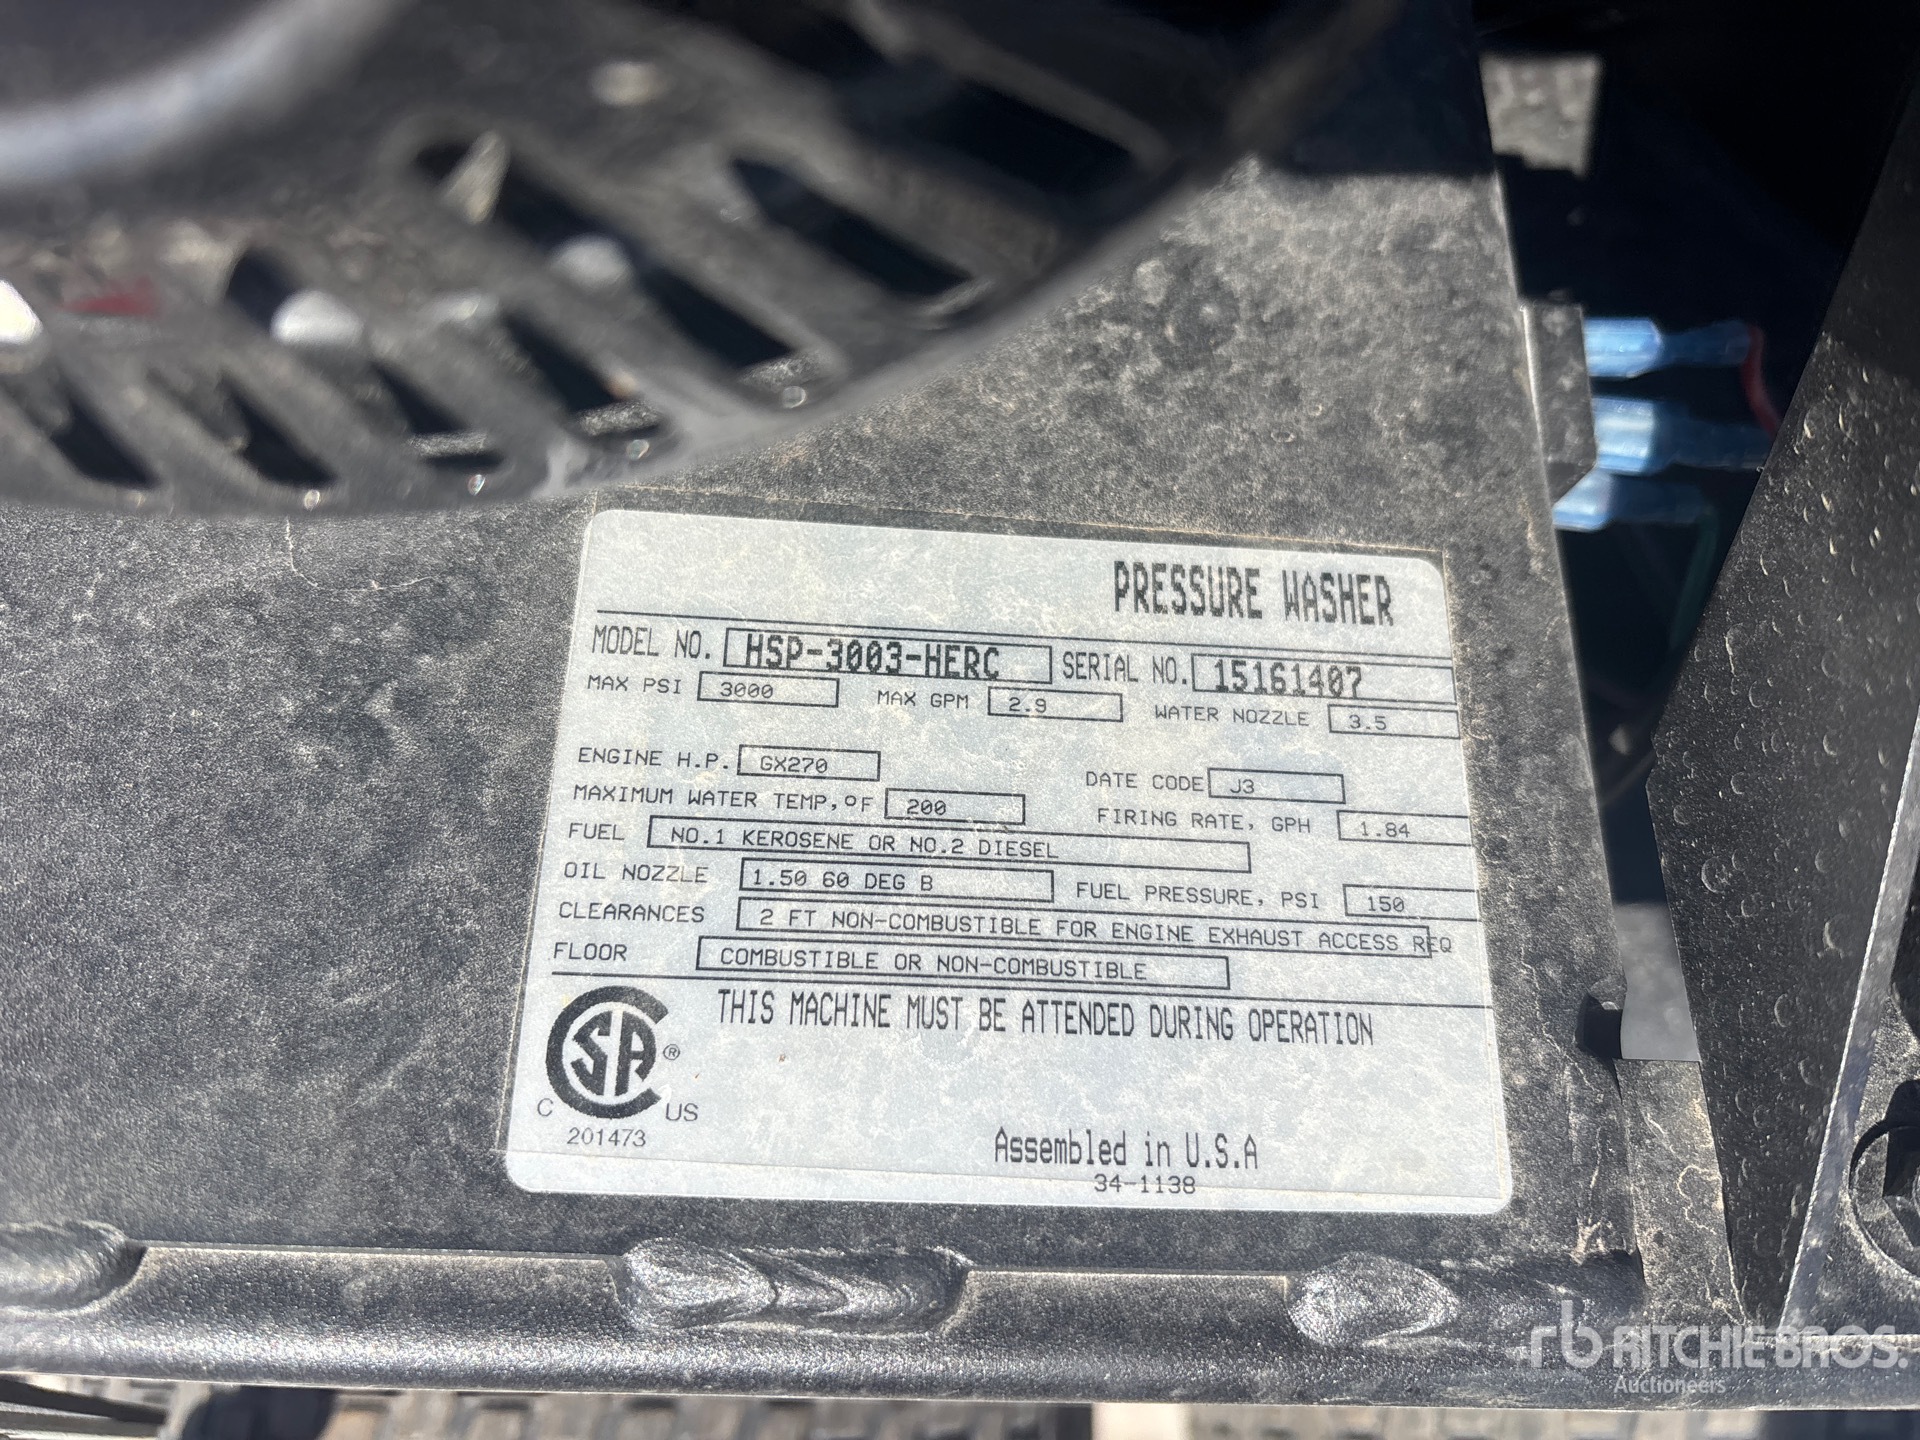 PRESSURE WASHER
MODEL NO. HSP-3003-HERC SERIAL NO. 15161407
MAX PSI 3000 MAX GPM 2.9 WATER NOZZLE 3.5
ENGINE H.P. GX270 DATE CODE J3
MAXIMUM WATER TEMP,ºF 200 FIRING RATE, GPH 1.84
FUEL NO.1 KEROSENE OR NO.2 DIESEL
OIL NOZZLE 1.50 60 DEG B FUEL PRESSURE, PSI 150
CLEARANCES 2 FT NON-COMBUSTIBLE FOR ENGINE EXHAUST ACCESS REQ
FLOOR COMBUSTIBLE OR NON-COMBUSTIBLE
THIS MACHINE MUST BE ATTENDED DURING OPERATION
CSA ®
C US
201473
Assembled in U.S.A
34-1138
rb RITCHIE BROS.
Auctioneers